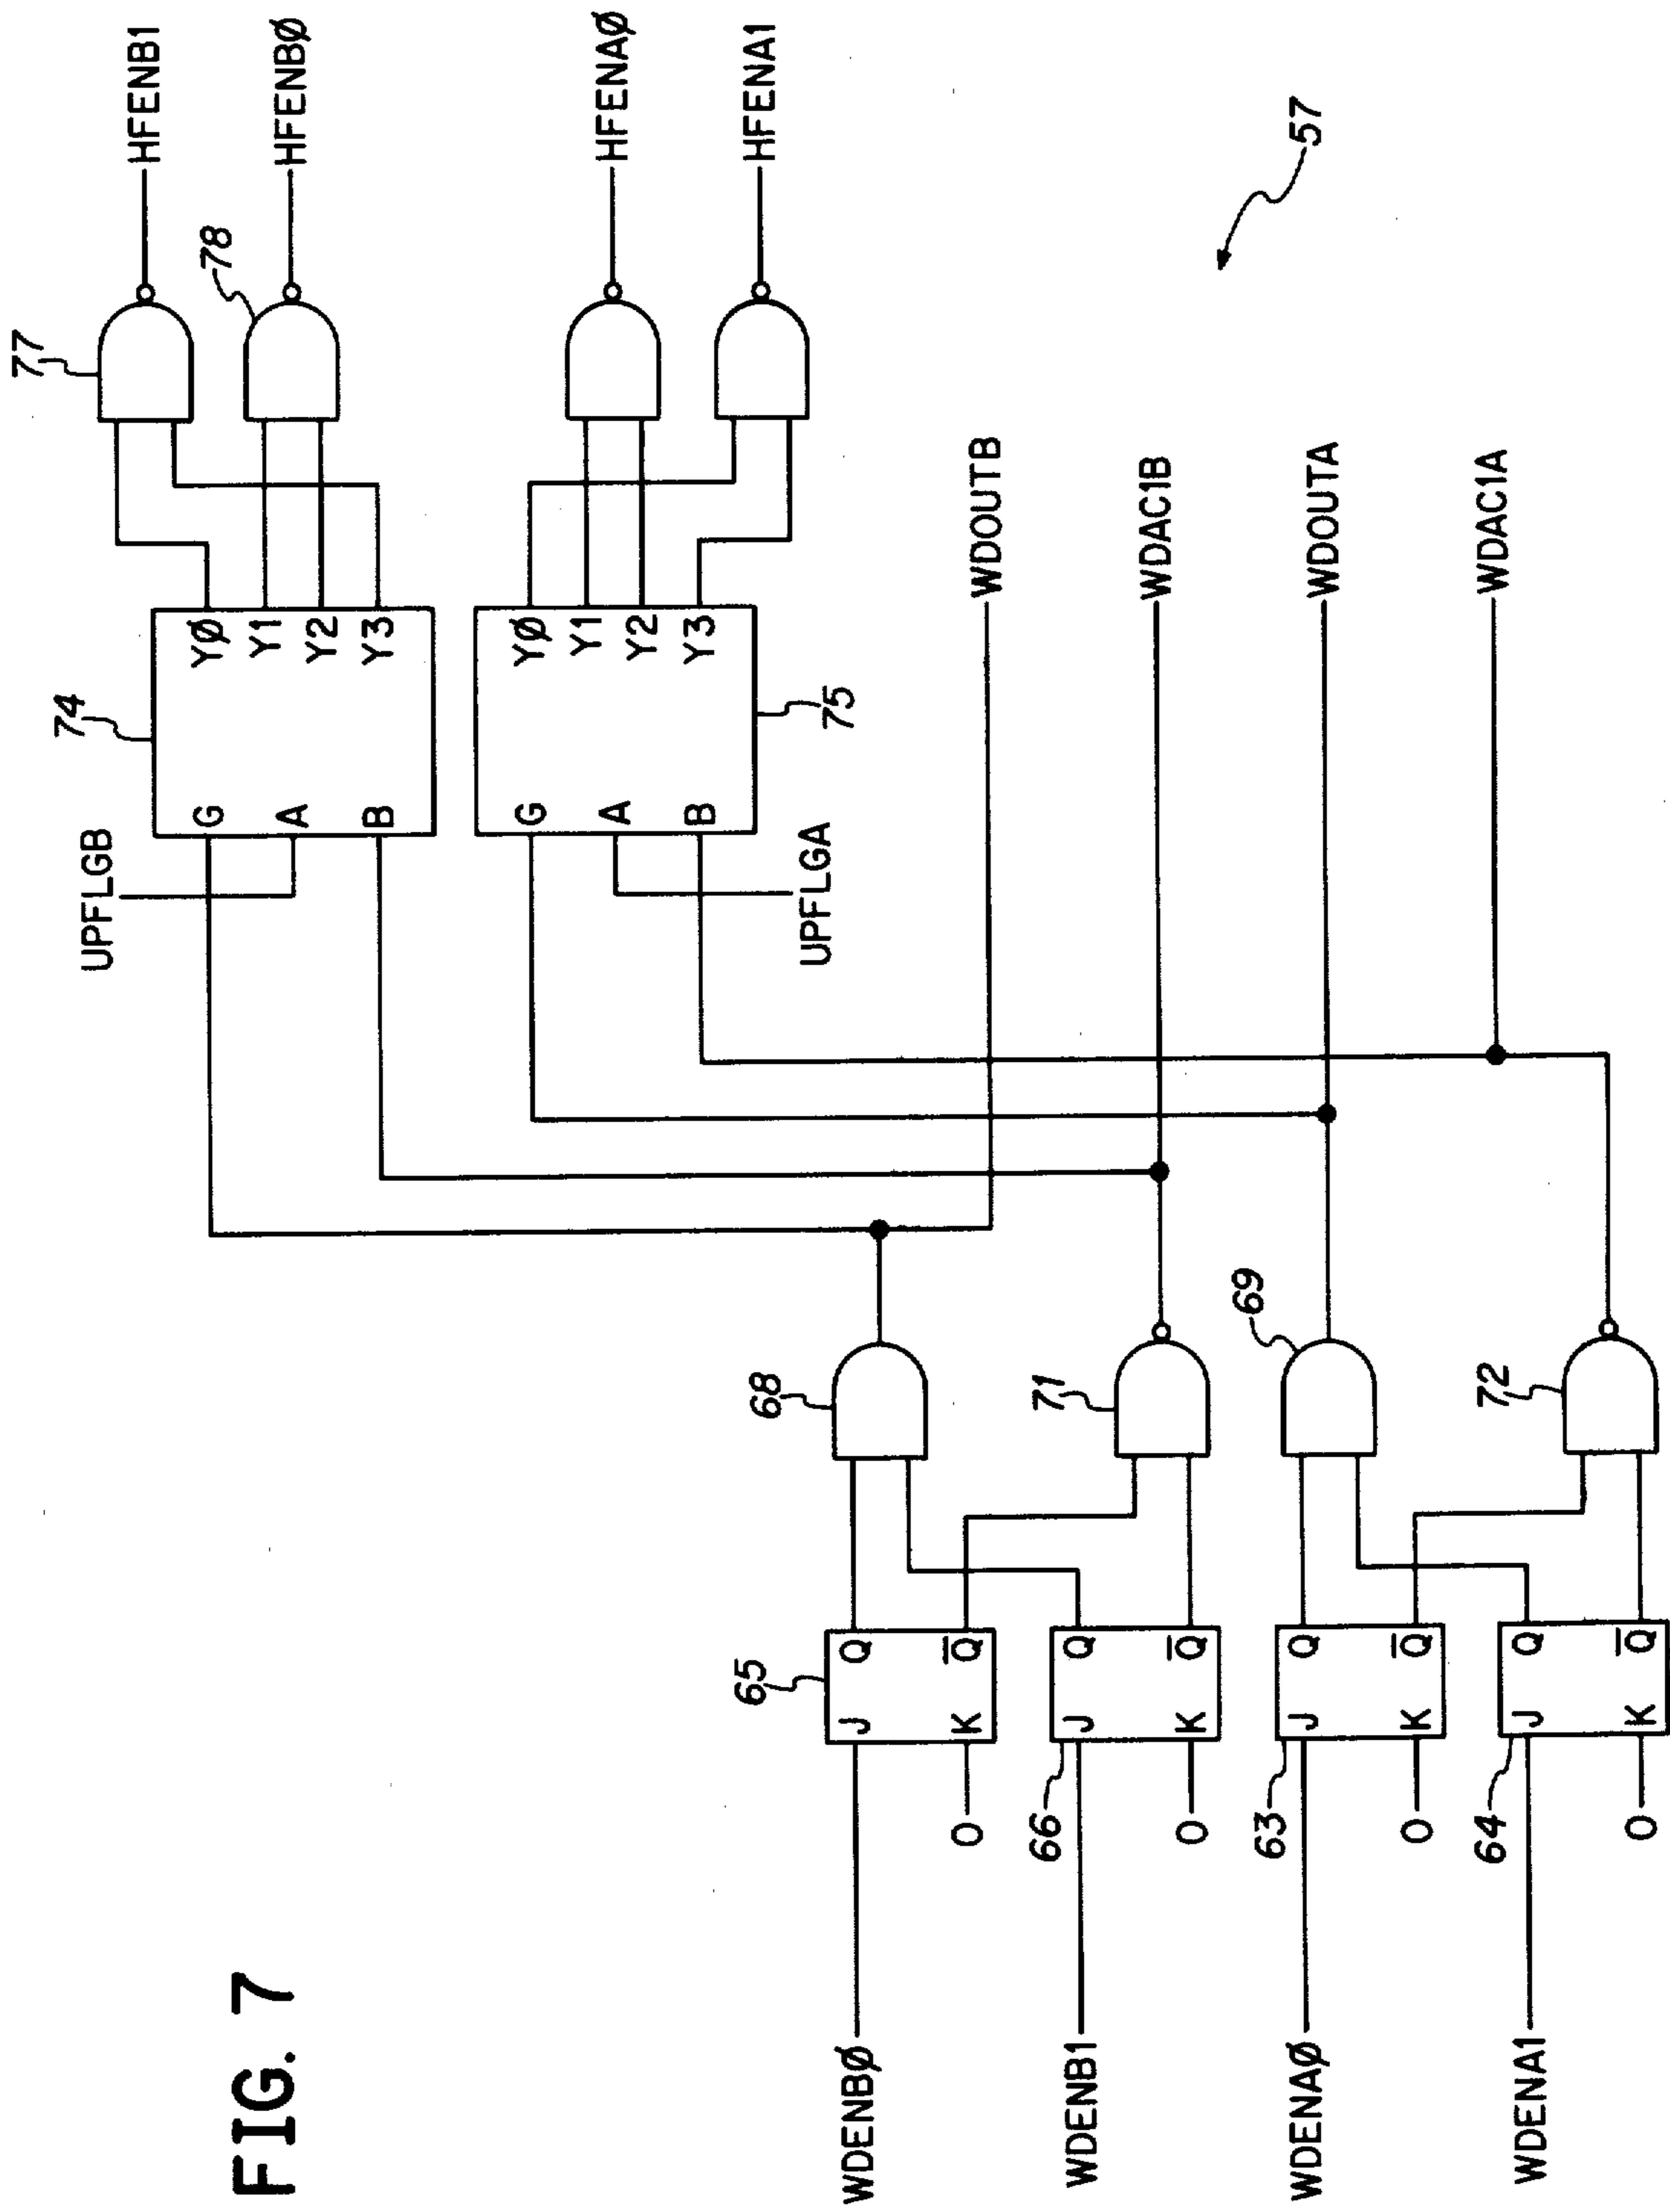 FIG. 7
77
HFENB1
78
HFENBØ
HFENAØ
HFENA1
74
UPFLGB
G
A
B
YØ
Y1
Y2
Y3
75
UPFLGA
G
A
B
YØ
Y1
Y2
Y3
57
WDENBØ
65
J
Q
K
Q̅
O
68
WDOUTB
WDENB1
66
J
Q
K
Q̅
O
71
WDAC1B
WDENAØ
63
J
Q
K
Q̅
O
69
WDOUTA
WDENA1
64
J
Q
K
Q̅
O
72
WDAC1A